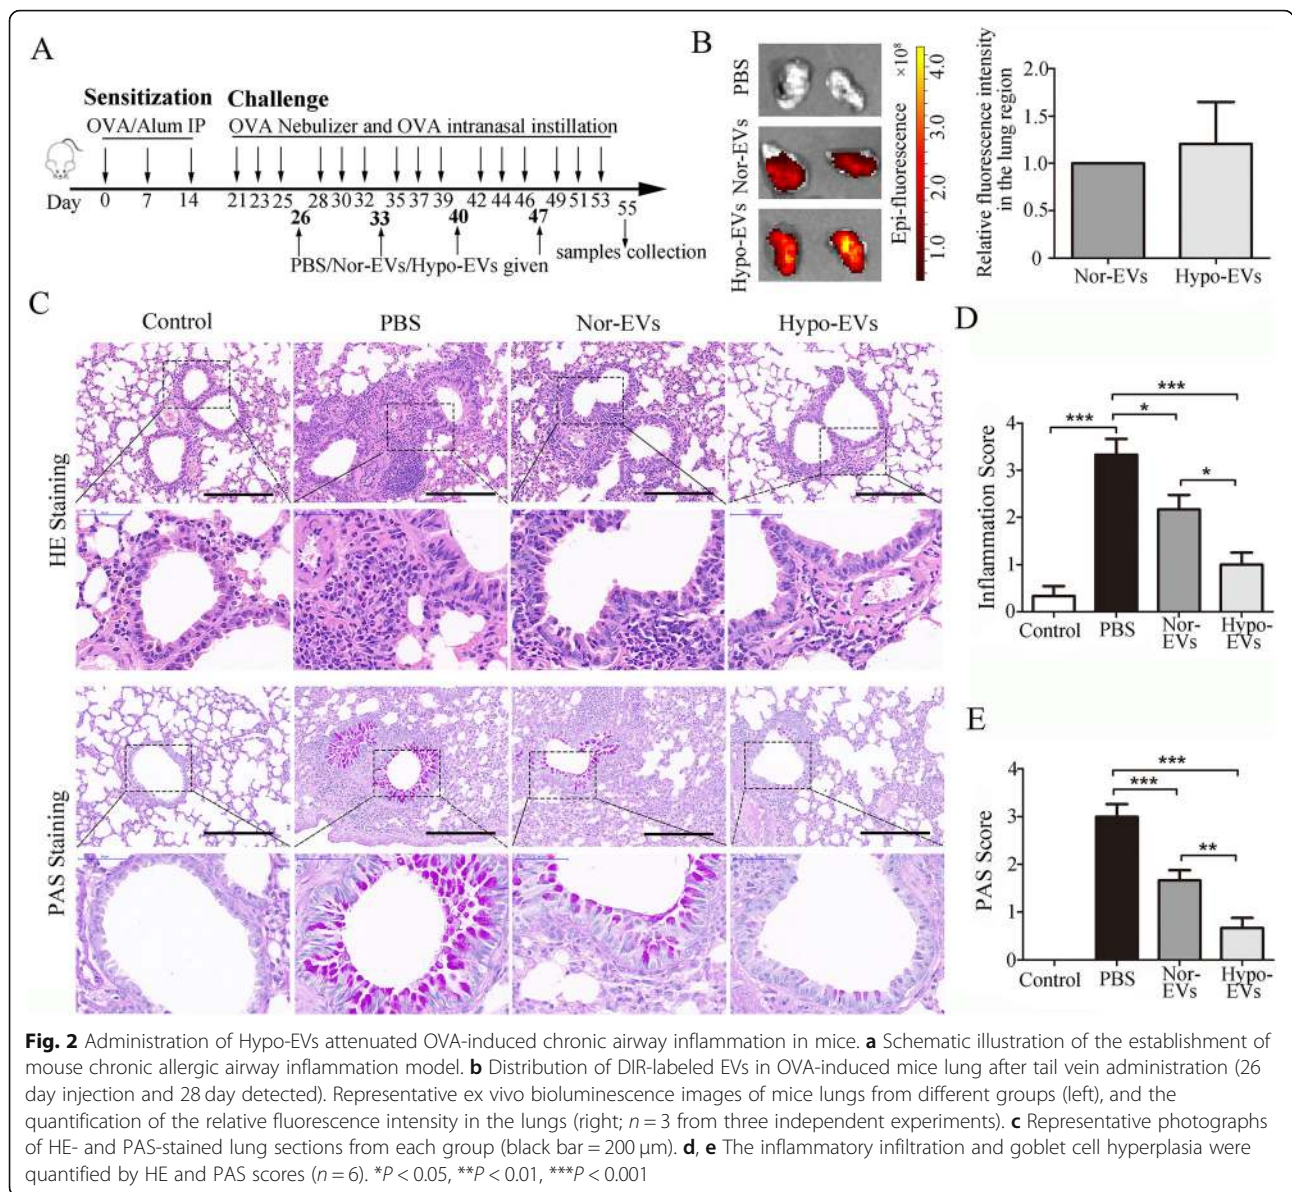 A
Sensitization Challenge
OVA/Alum IP OVA Nebulizer and OVA intranasal instillation
Day 0 7 14 21 23 25 28 30 32 35 37 39 42 44 46 49 51 53 55
26 33 40 47
PBS/Nor-EVs/Hypo-EVs given samples collection
B
PBS
Nor-EVs
Hypo-EVs
Epi-fluorescence
×10⁸
4.0
3.0
2.0
1.0
Relative fluorescence intensity
in the lung region
2.0
1.5
1.0
0.5
0
Nor-EVs Hypo-EVs
C
Control PBS Nor-EVs Hypo-EVs
HE Staining
PAS Staining
D
Inflammation Score
4
3
2
1
0
***
*
***
*
Control PBS Nor-EVs Hypo-EVs
E
PAS Score
4
3
2
1
0
***
***
**
Control PBS Nor-EVs Hypo-EVs
Fig. 2 Administration of Hypo-EVs attenuated OVA-induced chronic airway inflammation in mice. a Schematic illustration of the establishment of
mouse chronic allergic airway inflammation model. b Distribution of DIR-labeled EVs in OVA-induced mice lung after tail vein administration (26
day injection and 28 day detected). Representative ex vivo bioluminescence images of mice lungs from different groups (left), and the
quantification of the relative fluorescence intensity in the lungs (right; n = 3 from three independent experiments). c Representative photographs
of HE- and PAS-stained lung sections from each group (black bar = 200 μm). d, e The inflammatory infiltration and goblet cell hyperplasia were
quantified by HE and PAS scores (n = 6). *P < 0.05, **P < 0.01, ***P < 0.001